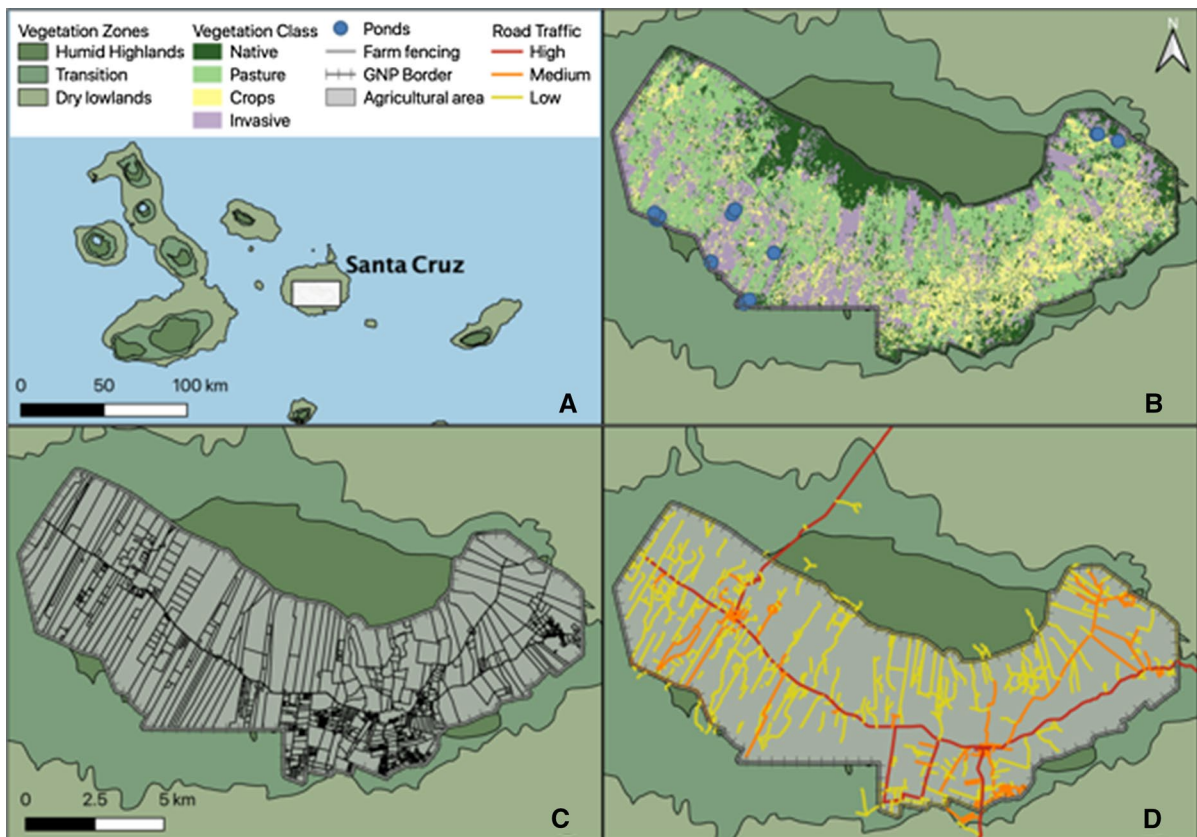 Vegetation Zones
Humid Highlands
Transition
Dry lowlands
Vegetation Class
Native
Pasture
Crops
Invasive
Ponds
Farm fencing
GNP Border
Agricultural area
Road Traffic
High
Medium
Low
Santa Cruz
0 50 100 km
A
N
B
0 2.5 5 km
C
D